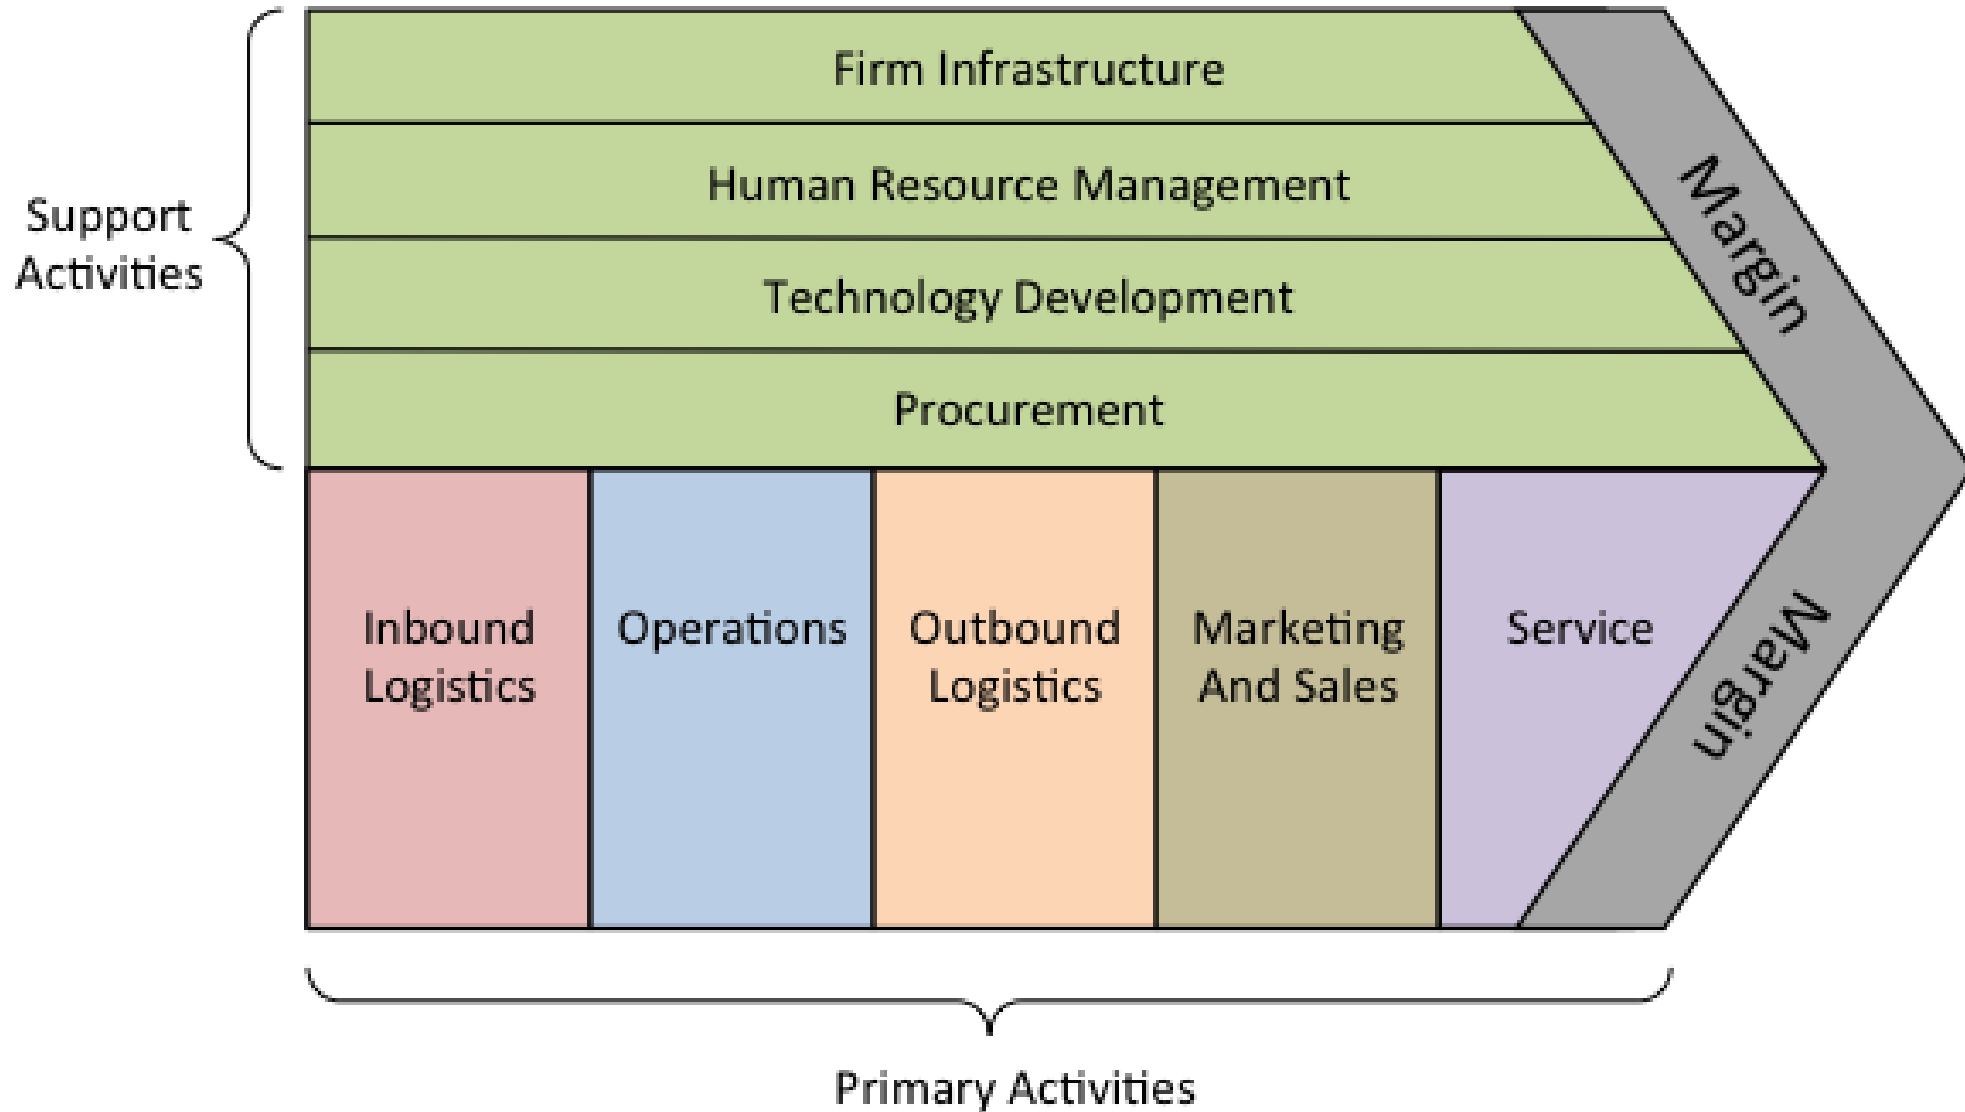 Firm Infrastructure
Human Resource Management
Technology Development
Procurement
Support
Activities
Margin
Inbound
Logistics
Operations
Outbound
Logistics
Marketing
And Sales
Service
Margin
Primary Activities